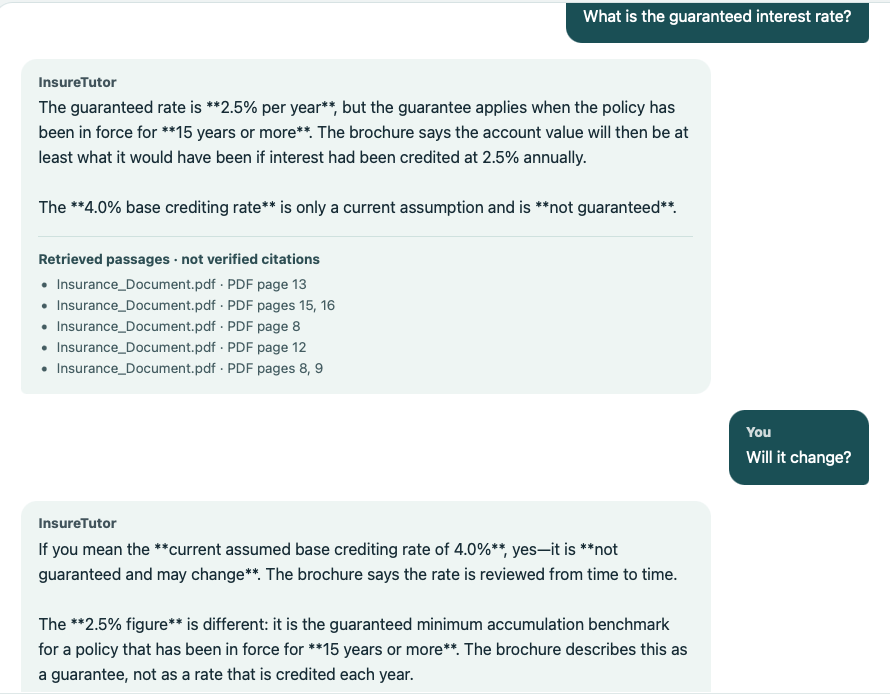 What is the guaranteed interest rate?
InsureTutor
The guaranteed rate is **2.5% per year**, but the guarantee applies when the policy has
been in force for **15 years or more**. The brochure says the account value will then be at
least what it would have been if interest had been credited at 2.5% annually.
The **4.0% base crediting rate** is only a current assumption and is **not guaranteed**.
Retrieved passages · not verified citations
• Insurance_Document.pdf · PDF page 13
• Insurance_Document.pdf · PDF pages 15, 16
• Insurance_Document.pdf · PDF page 8
• Insurance_Document.pdf · PDF page 12
• Insurance_Document.pdf · PDF pages 8, 9
You
Will it change?
InsureTutor
If you mean the **current assumed base crediting rate of 4.0%**, yes—it is **not
guaranteed and may change**. The brochure says the rate is reviewed from time to time.
The **2.5% figure** is different: it is the guaranteed minimum accumulation benchmark
for a policy that has been in force for **15 years or more**. The brochure describes this as
a guarantee, not as a rate that is credited each year.